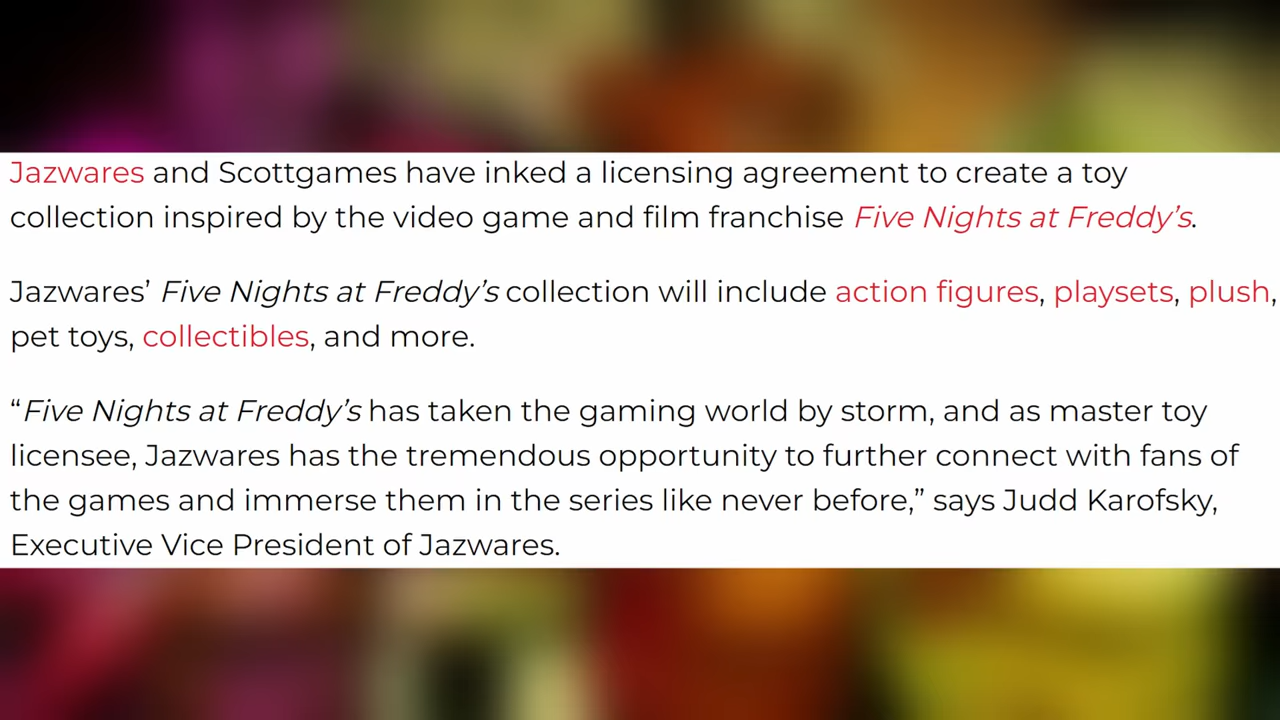 Jazwares and Scottgames have inked a licensing agreement to create a toy
collection inspired by the video game and film franchise Five Nights at Freddy’s.
Jazwares’ Five Nights at Freddy’s collection will include action figures, playsets, plush,
pet toys, collectibles, and more.
“Five Nights at Freddy’s has taken the gaming world by storm, and as master toy
licensee, Jazwares has the tremendous opportunity to further connect with fans of
the games and immerse them in the series like never before,” says Judd Karofsky,
Executive Vice President of Jazwares.